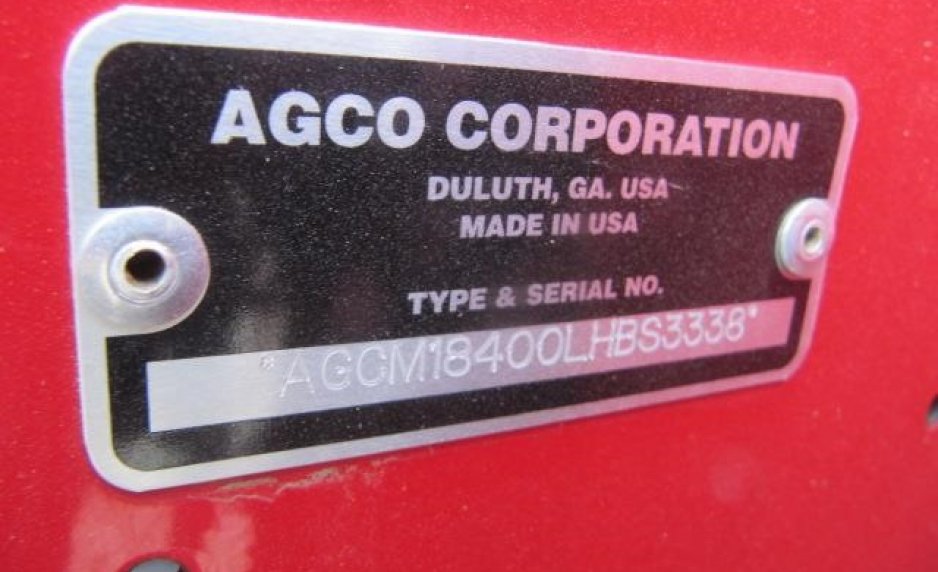 AGCO CORPORATION
DULUTH, GA. USA
MADE IN USA
TYPE & SERIAL NO.
*AGCM18400LHBS3338*